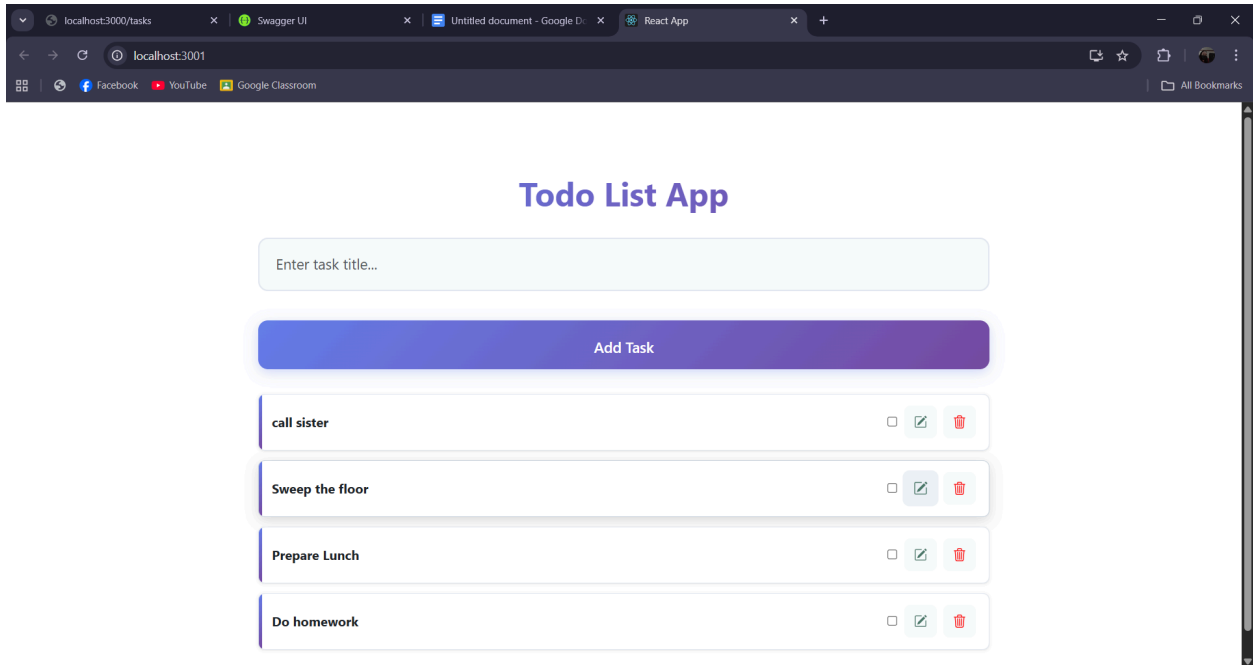 localhost:3000/tasks
Swagger UI
Untitled document - Google Do
React App
localhost:3001
Facebook
YouTube
Google Classroom
All Bookmarks
Todo List App
Enter task title...
Add Task
call sister
Sweep the floor
Prepare Lunch
Do homework